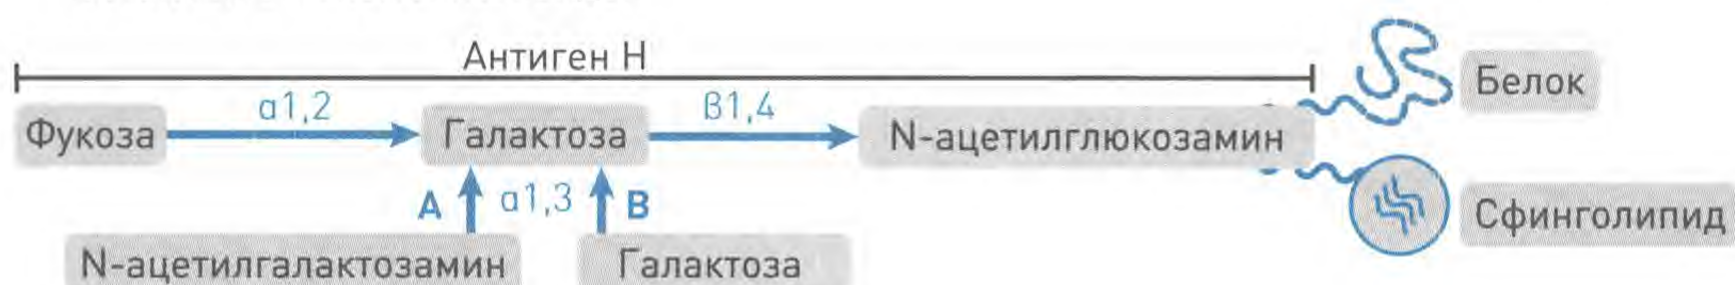 Антиген H
Белок
α1,2
β1,4
Фукоза
Галактоза
N-ацетилглюкозамин
A
α1,3
B
Сфинголипид
N-ацетилгалактозамин
Галактоза